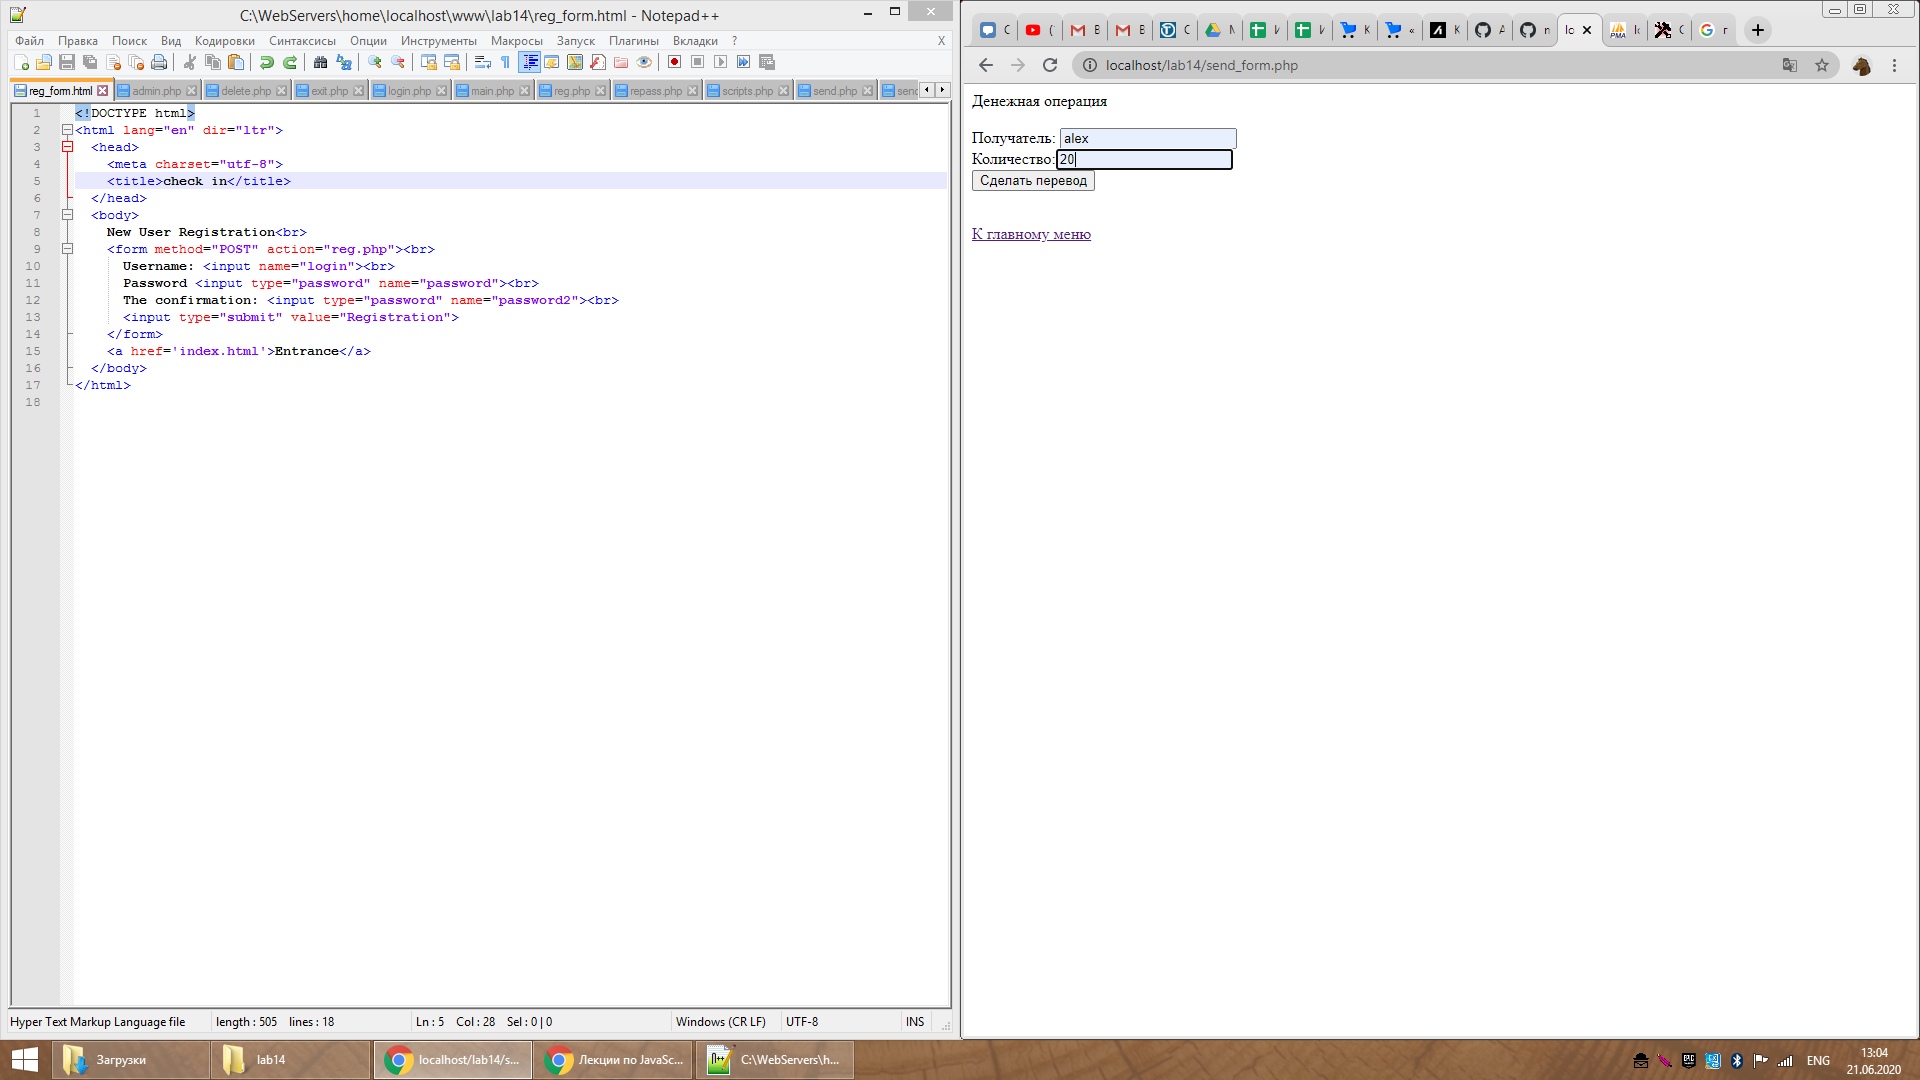 C:\WebServers\home\localhost\www\lab14\reg_form.html - Notepad++
Файл Правка Поиск Вид Кодировки Синтаксисы Опции Инструменты Макросы Запуск Плагины Вкладки ? X
reg_form.html admin.php delete.php exit.php login.php main.php reg.php repass.php scripts.php send.php
1 <!DOCTYPE html>
2 <html lang="en" dir="ltr">
3 <head>
4 <meta charset="utf-8">
5 <title>check in</title>
6 </head>
7 <body>
8 New User Registration<br>
9 <form method="POST" action="reg.php"><br>
10 Username: <input name="login"><br>
11 Password <input type="password" name="password"><br>
12 The confirmation: <input type="password" name="password2"><br>
13 <input type="submit" value="Registration">
14 </form>
15 <a href='index.html'>Entrance</a>
16 </body>
17 </html>
18
Hyper Text Markup Language file length : 505 lines : 18 Ln : 5 Col : 28 Sel : 0 | 0 Windows (CR LF) UTF-8 INS
localhost/lab14/send_form.php
Денежная операция
Получатель: alex
Количество: 20
Сделать перевод
К главному меню
Загрузки lab14 localhost/lab14/s... Лекции по JavaSc... C:\WebServers\h... ENG
13:04
21.06.2020